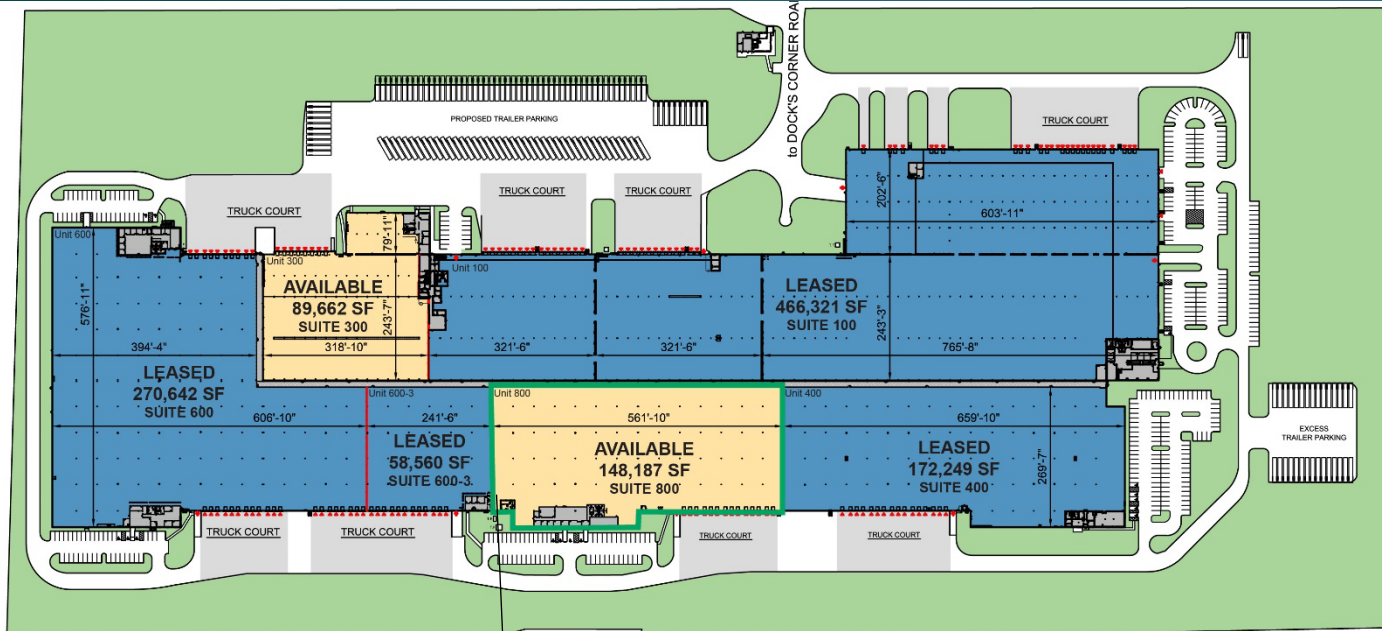 to DOCK'S CORNER ROA
PROPOSED TRAILER PARKING
TRUCK COURT
TRUCK COURT
TRUCK COURT
TRUCK COURT
202'-6"
603'-11"
79'-11"
Unit 600
Unit 300
Unit 100
576'-11"
AVAILABLE
89,662 SF
SUITE 300
243'-7"
318'-10"
LEASED
466,321 SF
SUITE 100
243'-3"
394'-4"
321'-6"
321'-6"
766'-8"
LEASED
270,642 SF
SUITE 600
606'-10"
Unit 600-3
241'-6"
LEASED
58,560 SF
SUITE 600-3
Unit 800
561'-10"
AVAILABLE
148,187 SF
SUITE 800
Unit 400
659'-10"
LEASED
172,249 SF
SUITE 400
269'-7"
EXCESS
TRAILER PARKING
TRUCK COURT
TRUCK COURT
TRUCK COURT
TRUCK COURT